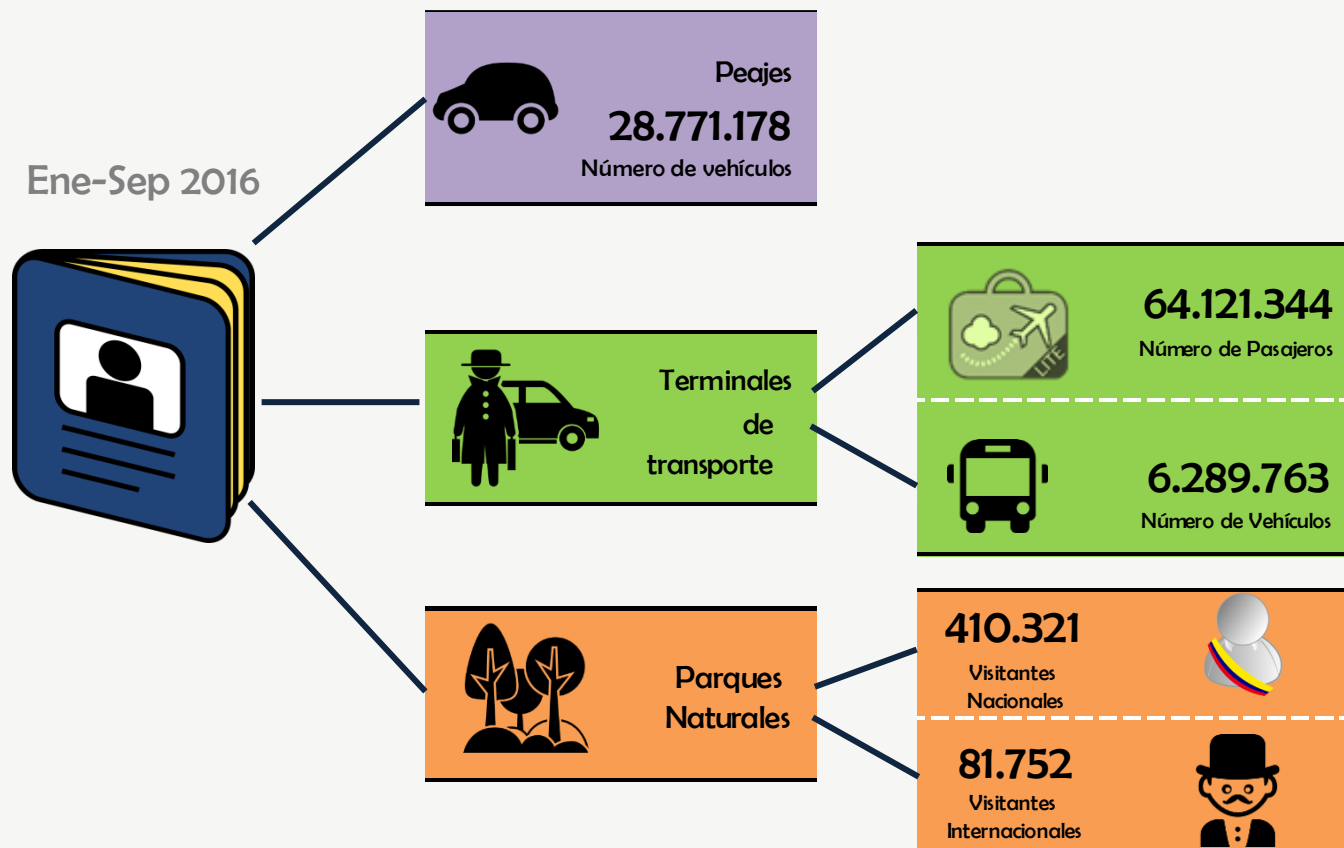 Ene-Sep 2016
Peajes
28.771.178
Número de vehículos
Terminales
de
transporte
64.121.344
Número de Pasajeros
LITE
6.289.763
Número de Vehículos
Parques
Naturales
410.321
Visitantes
Nacionales
81.752
Visitantes
Internacionales